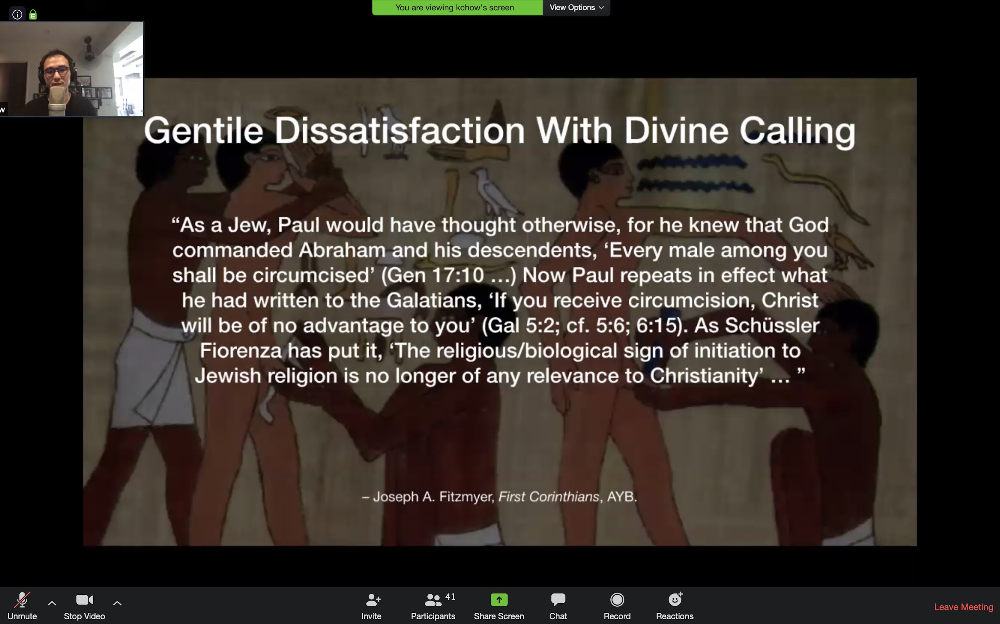 You are viewing kchow's screen
View Options
w
Gentile Dissatisfaction With Divine Calling
“As a Jew, Paul would have thought otherwise, for he knew that God
commanded Abraham and his descendents, ‘Every male among you
shall be circumcised’ (Gen 17:10 ...) Now Paul repeats in effect what
he had written to the Galatians, ‘If you receive circumcision, Christ
will be of no advantage to you’ (Gal 5:2; cf. 5:6; 6:15). As Schüssler
Fiorenza has put it, ‘The religious/biological sign of initiation to
Jewish religion is no longer of any relevance to Christianity’ ... ”
– Joseph A. Fitzmyer, First Corinthians, AYB.
Unmute
Stop Video
Invite
Participants 41
Share Screen
Chat
Record
Reactions
Leave Meeting